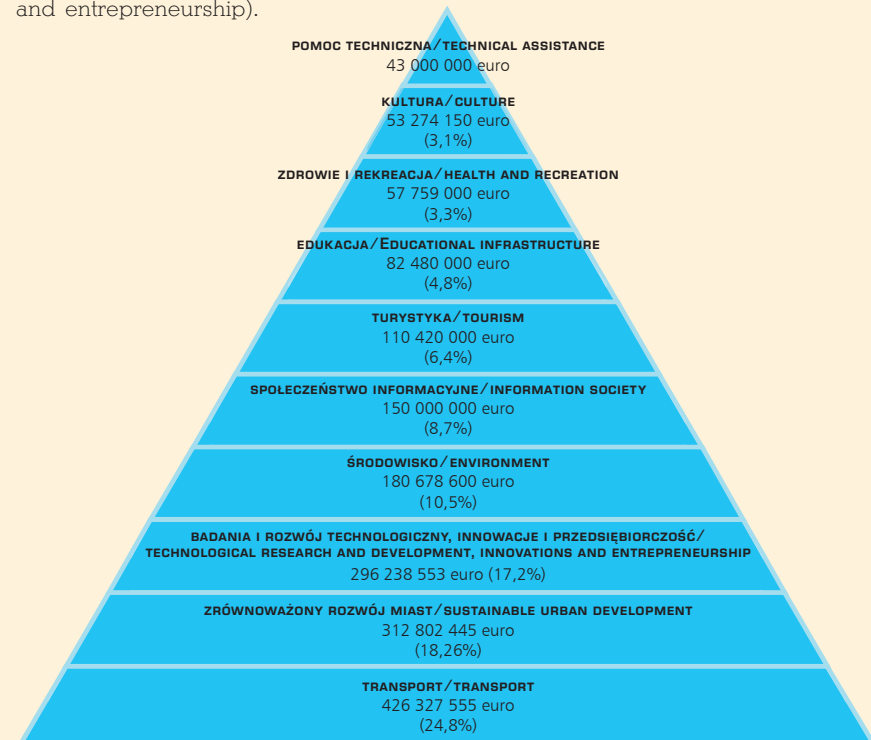 and entrepreneurship).
POMOC TECHNICZNA/TECHNICAL ASSISTANCE
43 000 000 euro
KULTURA/CULTURE
53 274 150 euro
(3,1%)
ZDROWIE I REKREACJA/HEALTH AND RECREATION
57 759 000 euro
(3,3%)
EDUKACJA/EDUCATIONAL INFRASTRUCTURE
82 480 000 euro
(4,8%)
TURYSTYKA/TOURISM
110 420 000 euro
(6,4%)
SPOŁECZEŃSTWO INFORMACYJNE/INFORMATION SOCIETY
150 000 000 euro
(8,7%)
ŚRODOWISKO/ENVIRONMENT
180 678 600 euro
(10,5%)
BADANIA I ROZWÓJ TECHNOLOGICZNY, INNOWACJE I PRZEDSIĘBIORCZOŚĆ/
TECHNOLOGICAL RESEARCH AND DEVELOPMENT, INNOVATIONS AND ENTREPRENEURSHIP
296 238 553 euro (17,2%)
ZRÓWNOWAŻONY ROZWÓJ MIAST/SUSTAINABLE URBAN DEVELOPMENT
312 802 445 euro
(18,26%)
TRANSPORT/TRANSPORT
426 327 555 euro
(24,8%)